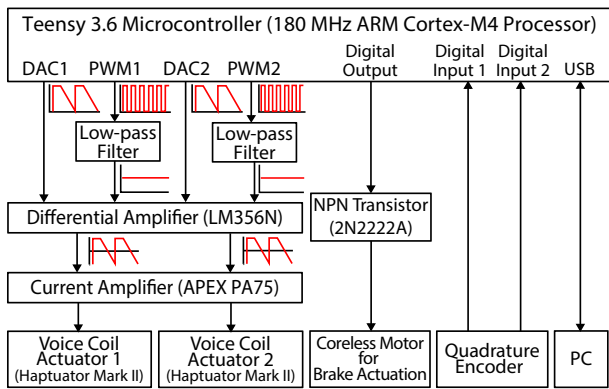 Teensy 3.6 Microcontroller (180 MHz ARM Cortex-M4 Processor)
DAC1
PWM1
DAC2
PWM2
Digital
Output
Digital
Input 1
Digital
Input 2
USB
Low-pass
Filter
Low-pass
Filter
Differential Amplifier (LM356N)
NPN Transistor
(2N2222A)
Current Amplifier (APEX PA75)
Voice Coil
Actuator 1
(Haptuator Mark II)
Voice Coil
Actuator 2
(Haptuator Mark II)
Coreless Motor
for
Brake Actuation
Quadrature
Encoder
PC